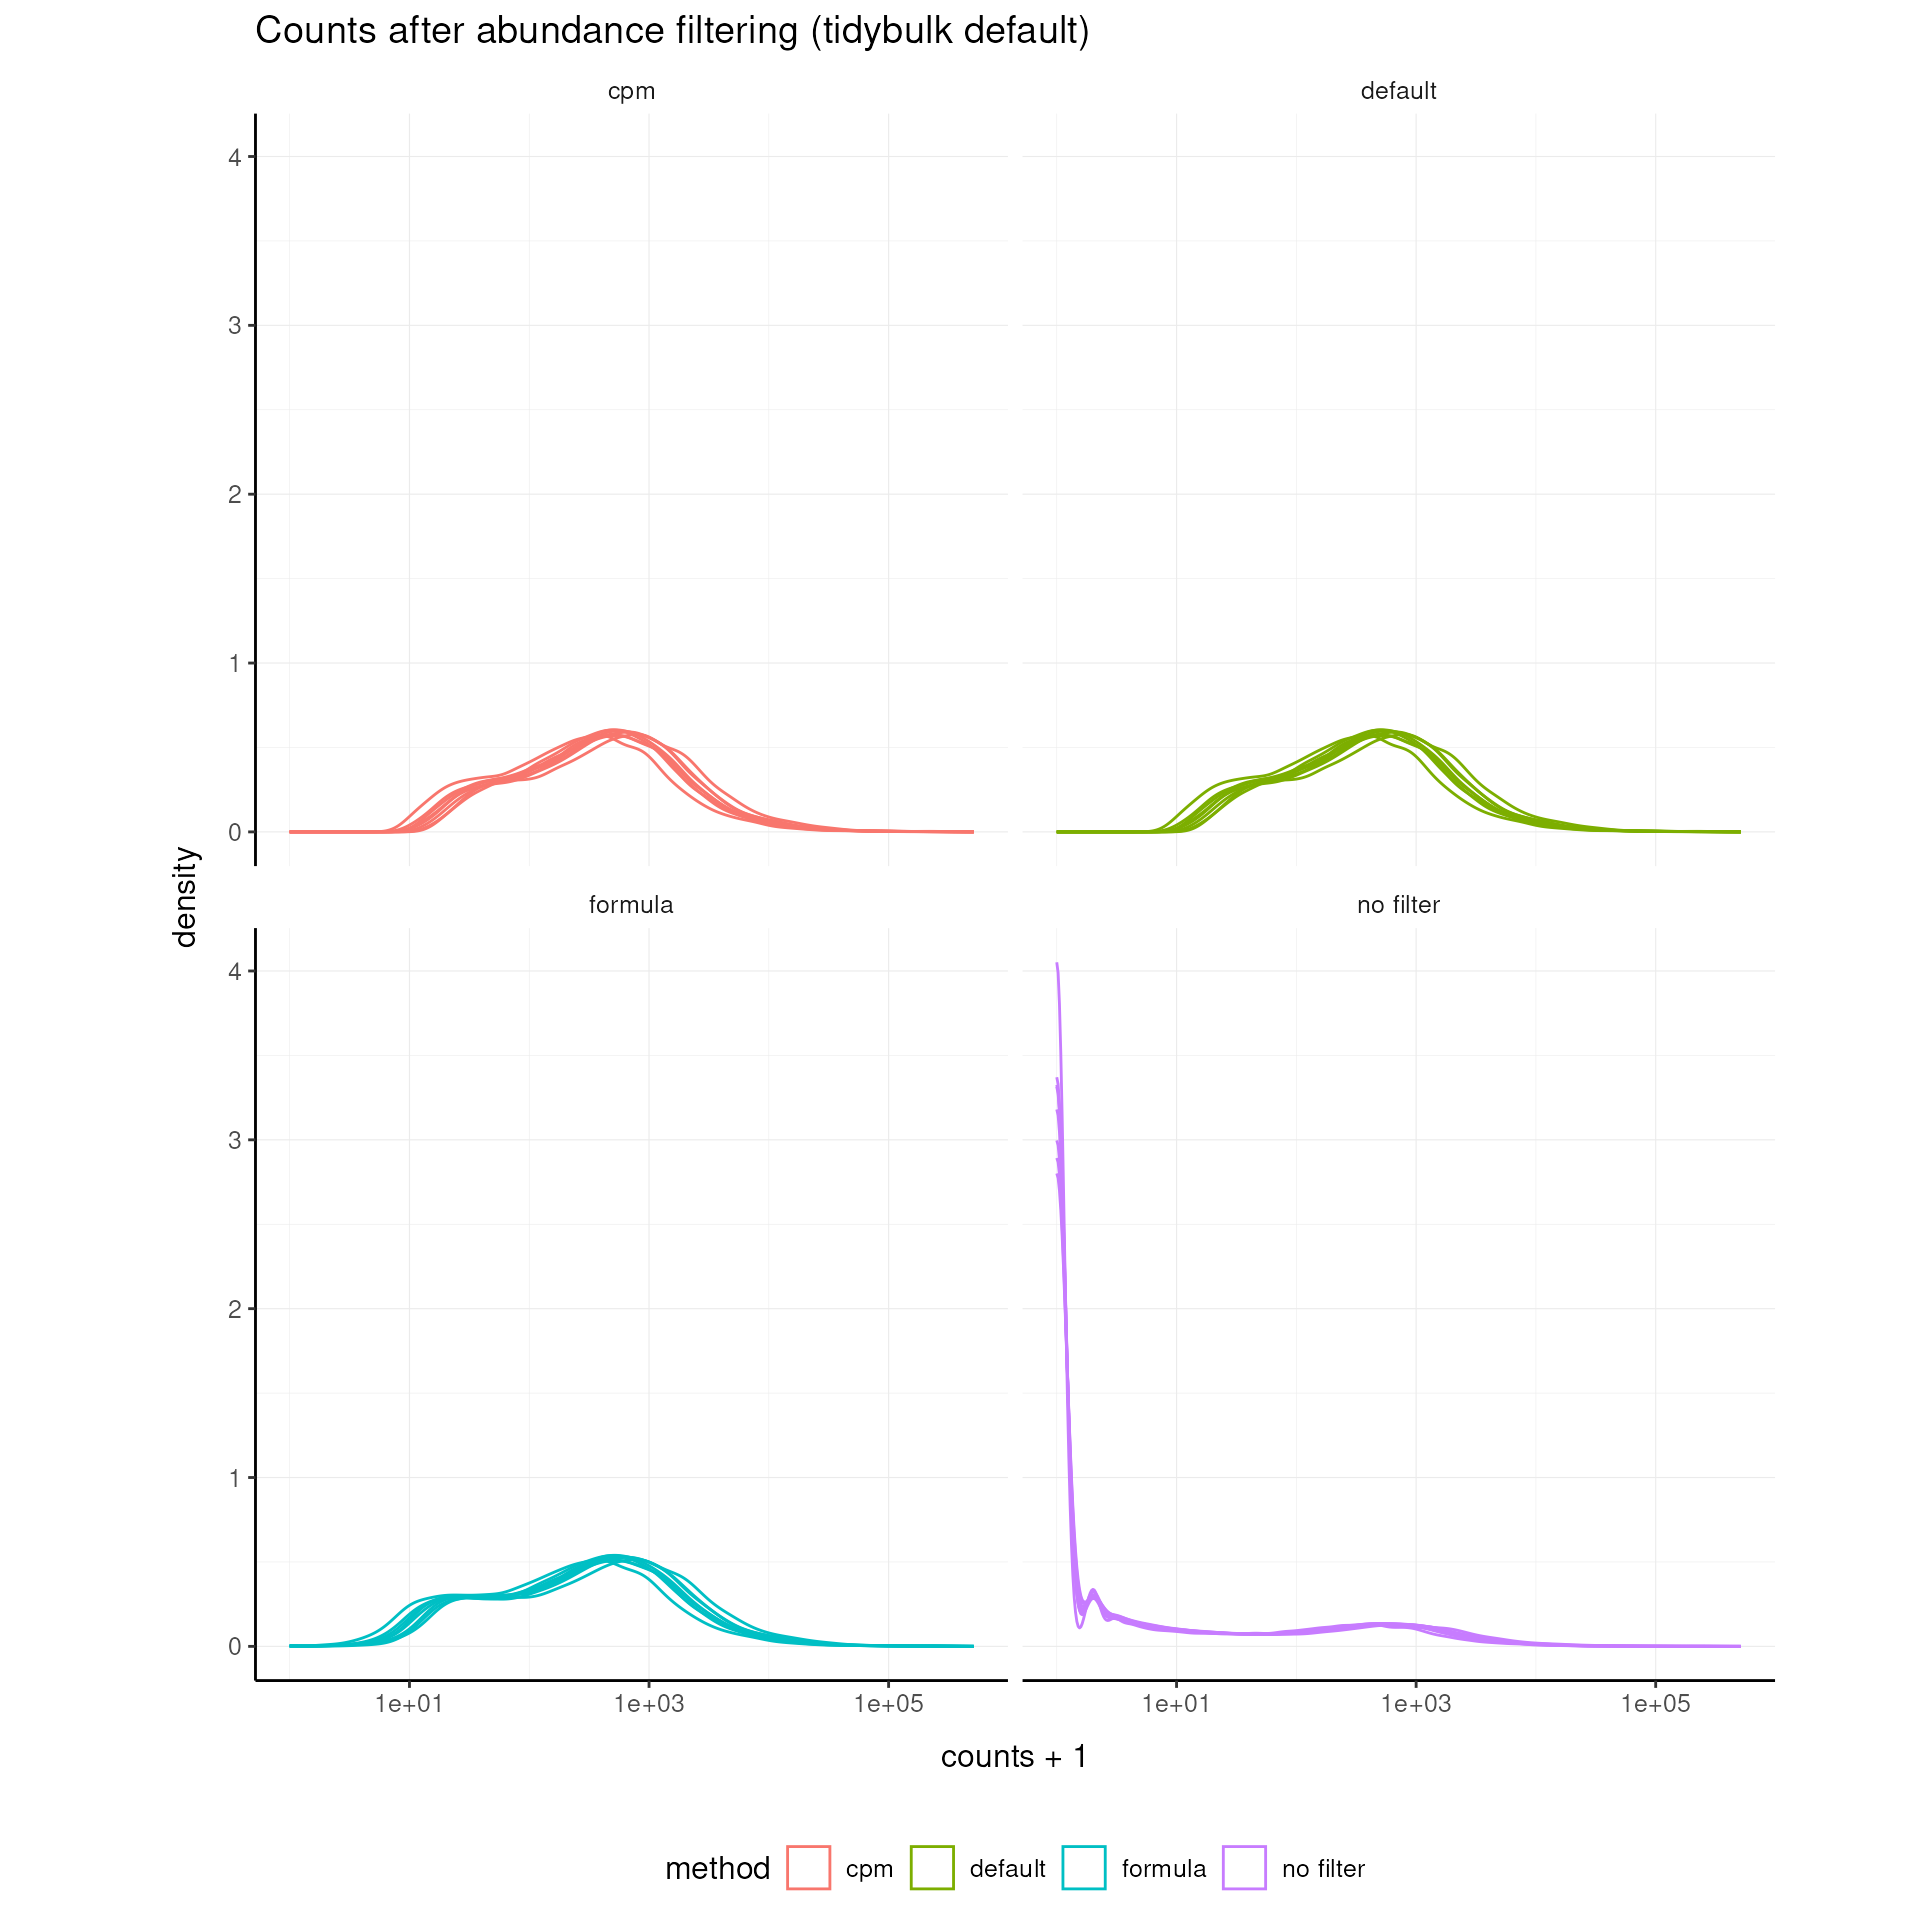 Counts after abundance filtering (tidybulk default)
cpm
default
4
3
2
1
0
density
formula
no filter
4
3
2
1
0
1e+01 1e+03 1e+05 1e+01 1e+03 1e+05
counts + 1
method cpm default formula no filter